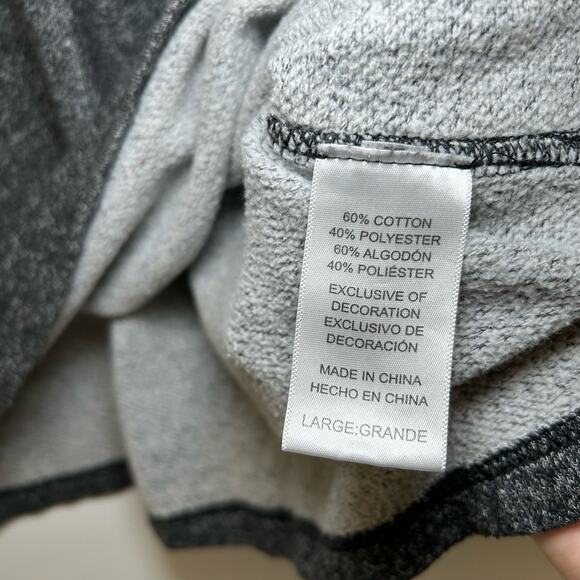 60% COTTON
40% POLYESTER
60% ALGODÓN
40% POLIÉSTER
EXCLUSIVE OF
DECORATION
EXCLUSIVO DE
DECORACIÓN
MADE IN CHINA
HECHO EN CHINA
LARGE:GRANDE